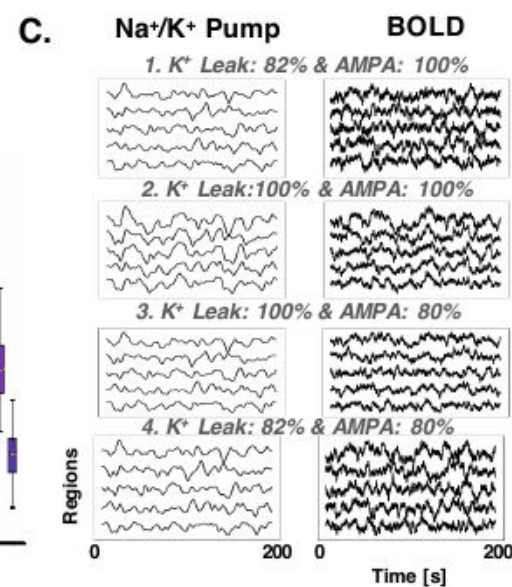 C.
Na⁺/K⁺ Pump BOLD
1. K⁺ Leak: 82% & AMPA: 100%
2. K⁺ Leak:100% & AMPA: 100%
3. K⁺ Leak: 100% & AMPA: 80%
4. K⁺ Leak: 82% & AMPA: 80%
Regions
0 200 0 200
Time [s]